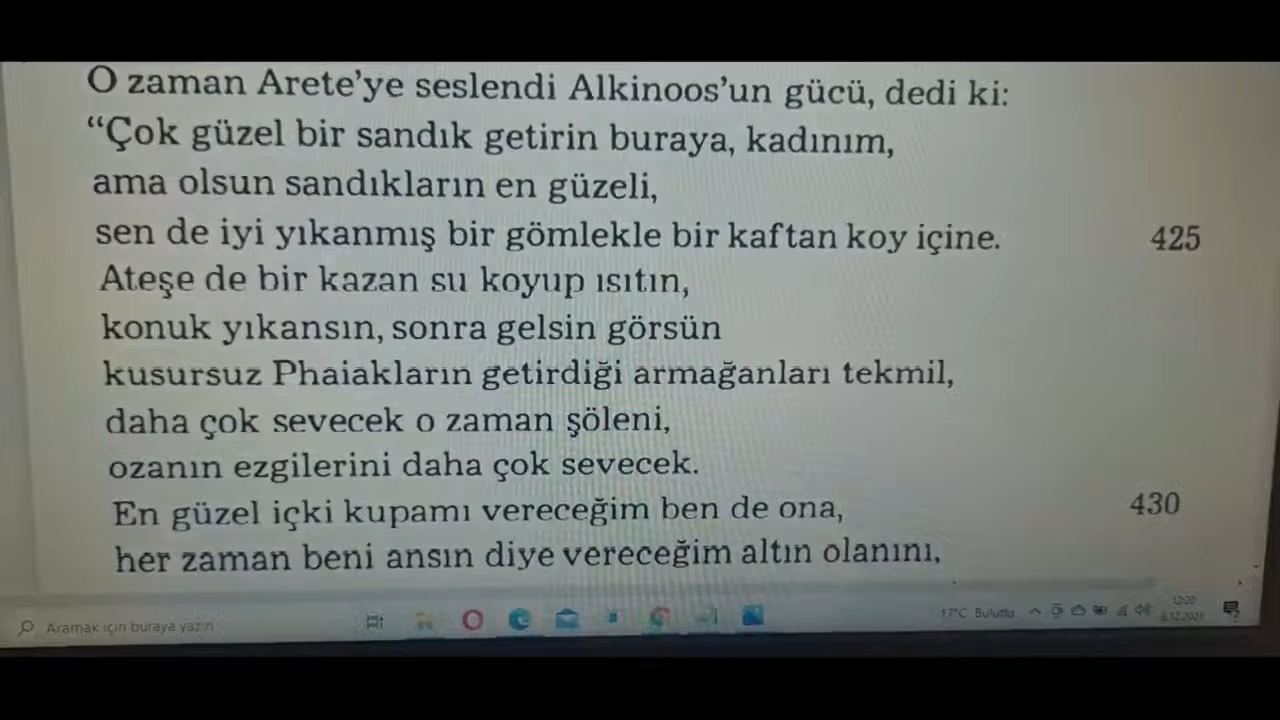 O zaman Arete’ye seslendi Alkinoos’un gücü, dedi ki:
“Çok güzel bir sandık getirin buraya, kadınım,
ama olsun sandıkların en güzeli,
sen de iyi yıkanmış bir gömlekle bir kaftan koy içine. 425
Ateşe de bir kazan su koyup ısıtın,
konuk yıkansın, sonra gelsin görsün
kusursuz Phaiakların getirdiği armağanları tekmil,
daha çok sevecek o zaman şöleni,
ozanın ezgilerini daha çok sevecek.
En güzel içki kupamı vereceğim ben de ona, 430
her zaman beni ansın diye vereceğim altın olanını,
Aramak için buraya yazın
17°C Bulutlu
12:20